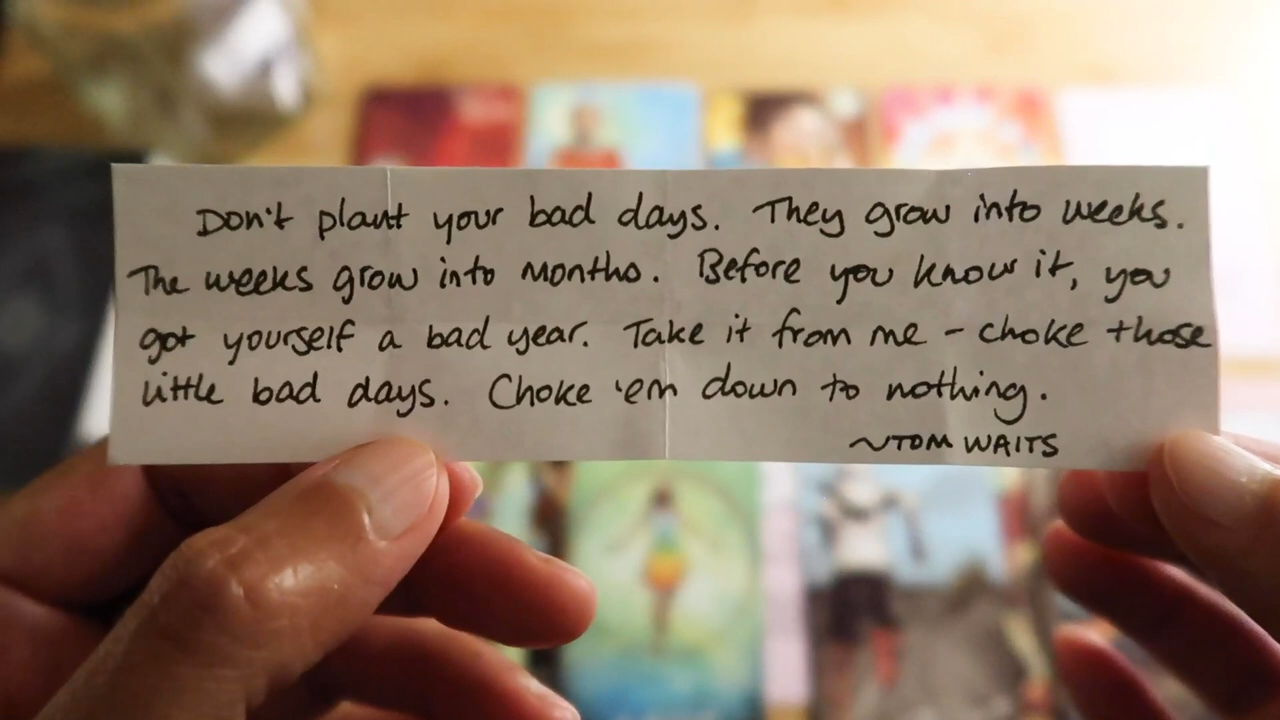 Don't plant your bad days. They grow into weeks.
The weeks grow into months. Before you know it, you
got yourself a bad year. Take it from me - choke those
little bad days. Choke 'em down to nothing.
~TOM WAITS